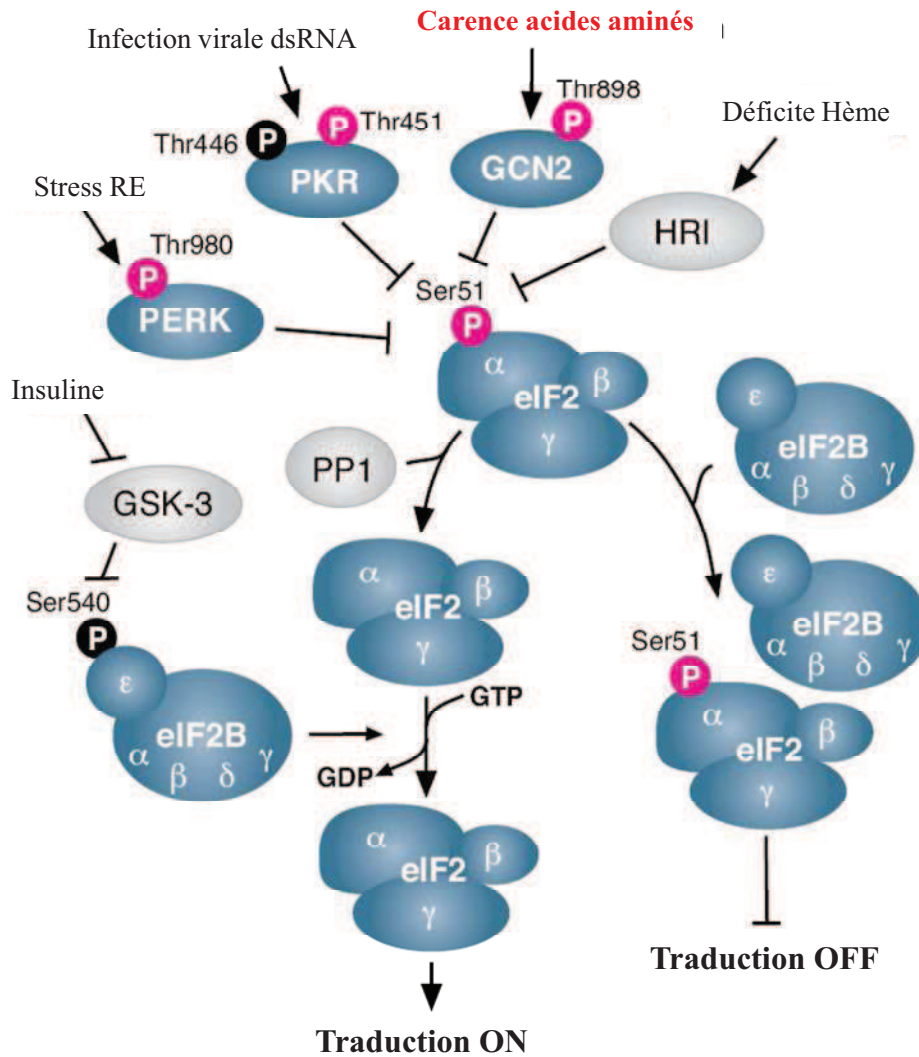 Carence acides aminés
Infection virale dsRNA
Thr898
Thr451
Thr446
P
P
P
Déficite Hème
PKR
GCN2
Stress RE
HRI
Thr980
P
Ser51
PERK
P
α
β
eIF2
γ
Insuline
ε
eIF2B
α
β
δ
γ
PP1
GSK-3
α
β
eIF2
γ
ε
eIF2B
α
β
δ
γ
Ser540
P
ε
eIF2B
α
β
δ
γ
Ser51
P
α
β
eIF2
γ
GTP
GDP
α
β
eIF2
γ
Traduction OFF
Traduction ON